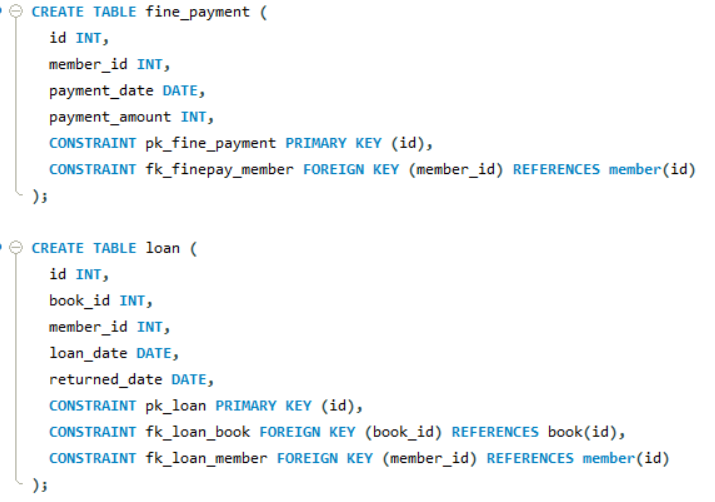 CREATE TABLE fine_payment (
id INT,
member_id INT,
payment_date DATE,
payment_amount INT,
CONSTRAINT pk_fine_payment PRIMARY KEY (id),
CONSTRAINT fk_finepay_member FOREIGN KEY (member_id) REFERENCES member(id)
);
CREATE TABLE loan (
id INT,
book_id INT,
member_id INT,
loan_date DATE,
returned_date DATE,
CONSTRAINT pk_loan PRIMARY KEY (id),
CONSTRAINT fk_loan_book FOREIGN KEY (book_id) REFERENCES book(id),
CONSTRAINT fk_loan_member FOREIGN KEY (member_id) REFERENCES member(id)
);